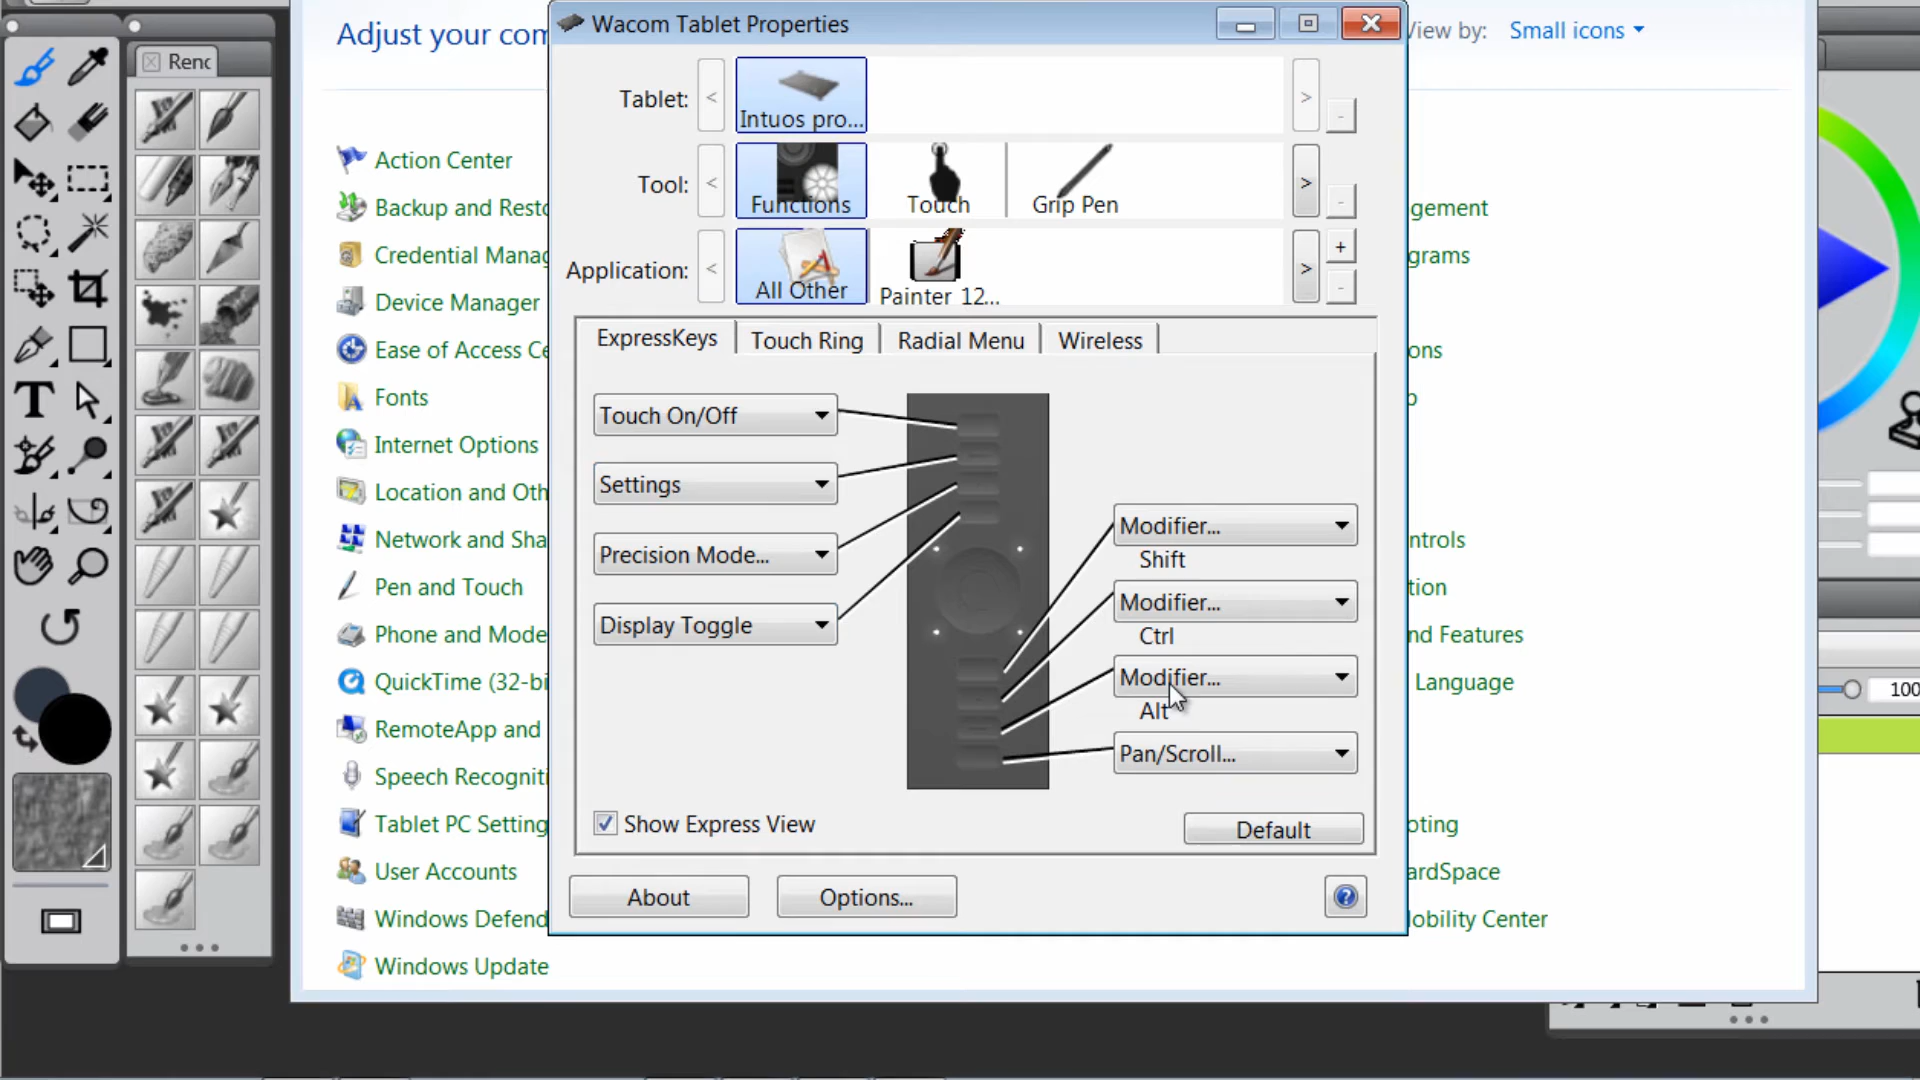 Adjust your com
Wacom Tablet Properties
View by:
Small icons
Renc
Tablet:
<
Intuos pro...
>
-
Tool:
<
Functions
Touch
Grip Pen
>
-
Application:
<
All Other
Painter 12...
>
+
-
ExpressKeys
Touch Ring
Radial Menu
Wireless
Touch On/Off
Settings
Precision Mode...
Display Toggle
Modifier...
Shift
Modifier...
Ctrl
Modifier...
Alt
Pan/Scroll...
Show Express View
Default
About
Options...
?
Action Center
Backup and Resto
Credential Manag
Device Manager
Ease of Access Ce
Fonts
Internet Options
Location and Oth
Network and Sha
Pen and Touch
Phone and Mode
QuickTime (32-bi
RemoteApp and
Speech Recogniti
Tablet PC Setting
User Accounts
Windows Defend
Windows Update
gement
grams
ons
ntrols
tion
nd Features
Language
oting
ardSpace
lobility Center
T
100